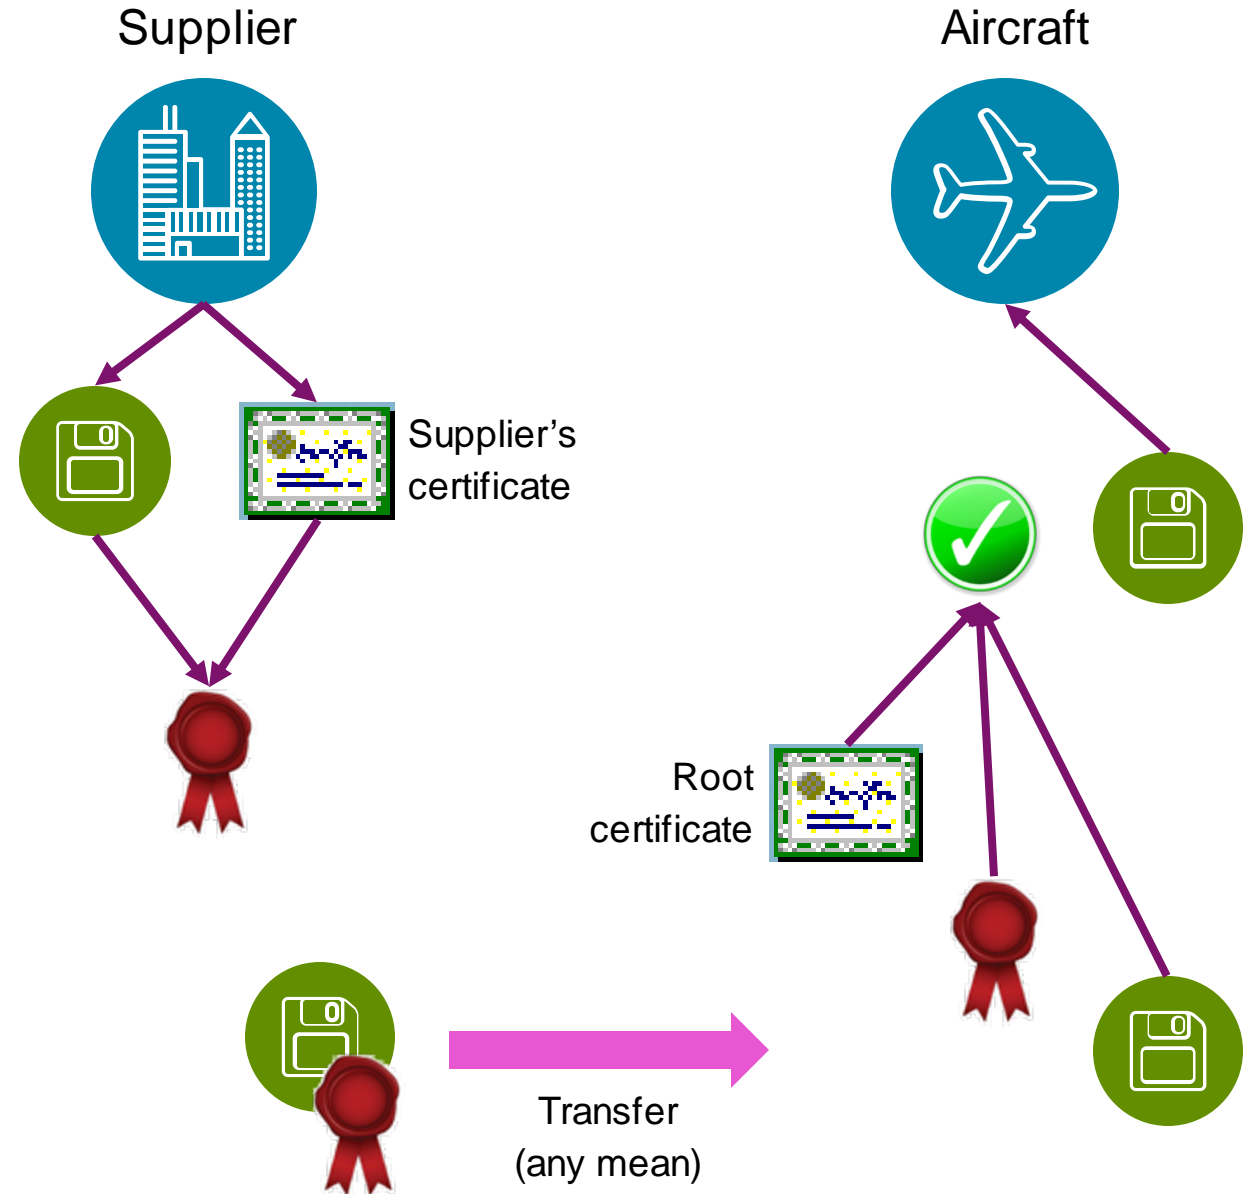 Supplier
Aircraft
Supplier’s
certificate
Root
certificate
Transfer
(any mean)